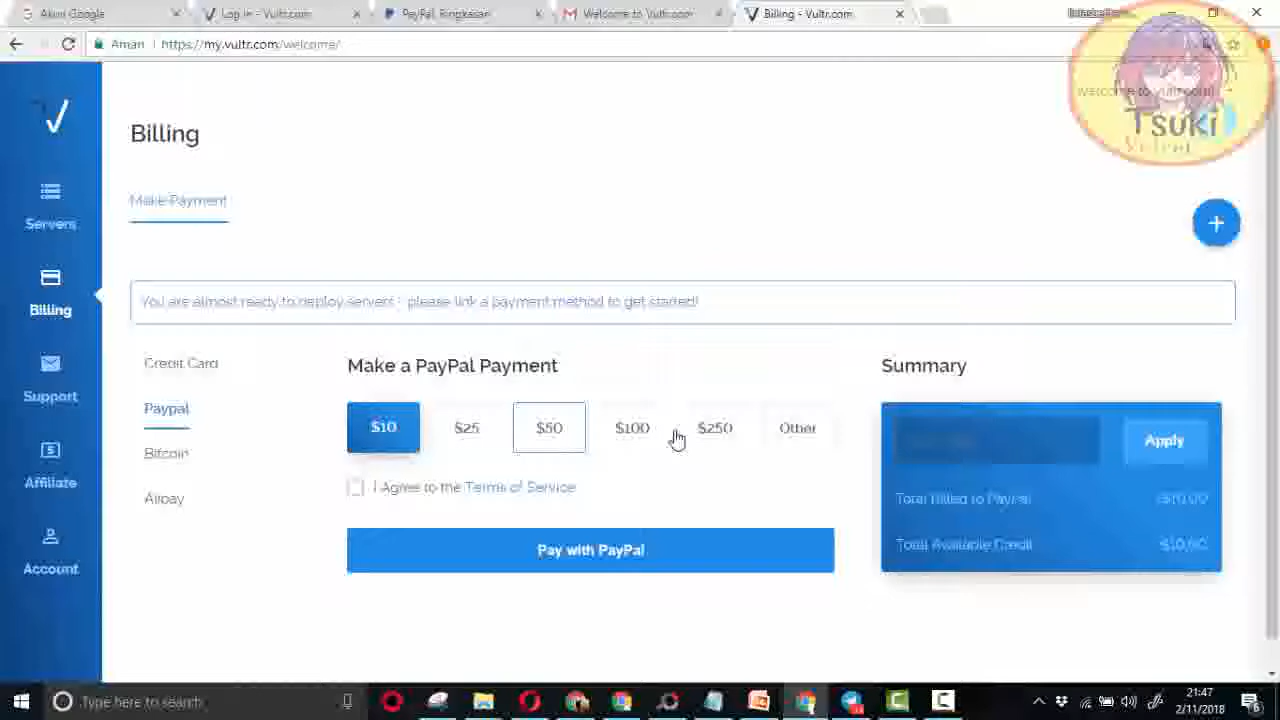 Akun Google
Log In - Vultr.com
PayPal: Ringkasan
Welcome to Vultr.com
Billing - Vultr.com
Aman
https://my.vultr.com/welcome/
TSUKI
Billing
Make Payment
Servers
Billing
Support
Affiliate
Account
You are almost ready to deploy servers - please link a payment method to get started!
Credit Card
Paypal
Bitcoin
Alipay
Make a PayPal Payment
$10
$25
$50
$100
$250
Other
I Agree to the Terms of Service
Pay with PayPal
Summary
Apply
Total Billed to PayPal
$10.00
Total Available Credit
$10.00
Type here to search
21:47
2/11/2018